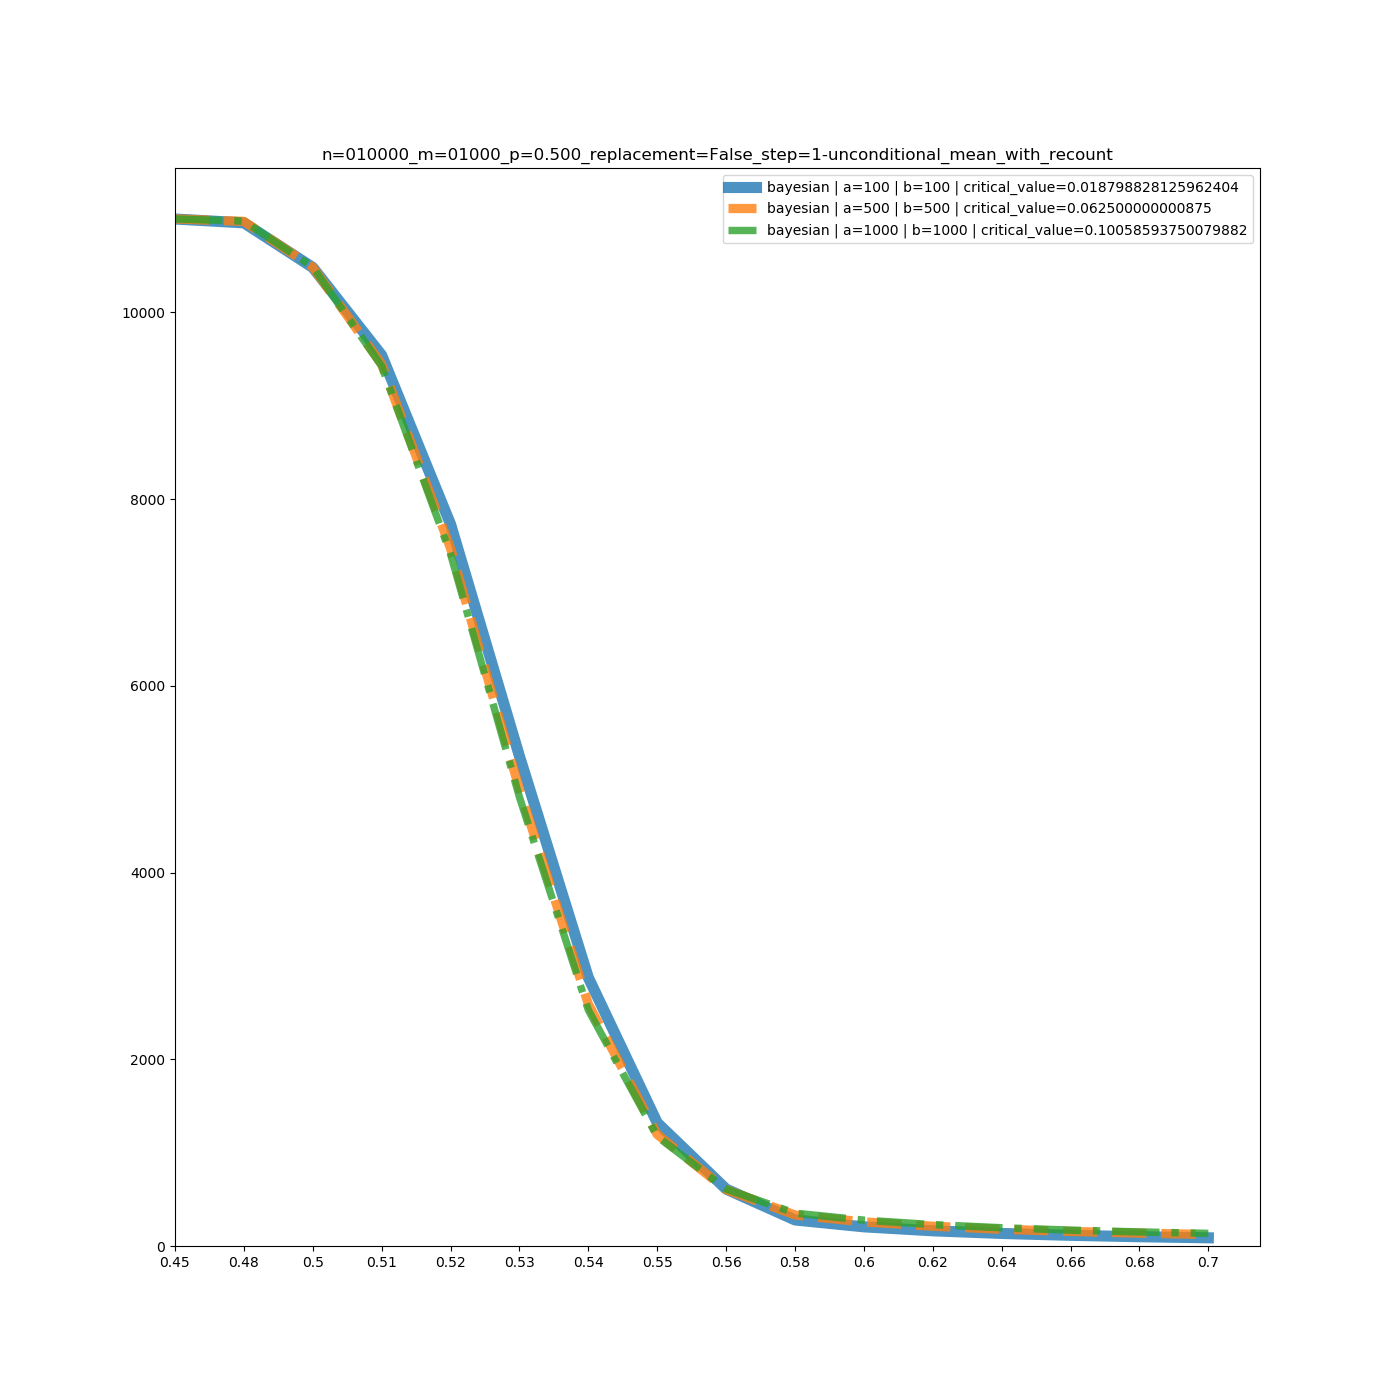 n=010000_m=01000_p=0.500_replacement=False_step=1-unconditional_mean_with_recount
bayesian | a=100 | b=100 | critical_value=0.018798828125962404
bayesian | a=500 | b=500 | critical_value=0.062500000000875
bayesian | a=1000 | b=1000 | critical_value=0.10058593750079882
10000
8000
6000
4000
2000
0
0.45 0.48 0.5 0.51 0.52 0.53 0.54 0.55 0.56 0.58 0.6 0.62 0.64 0.66 0.68 0.7